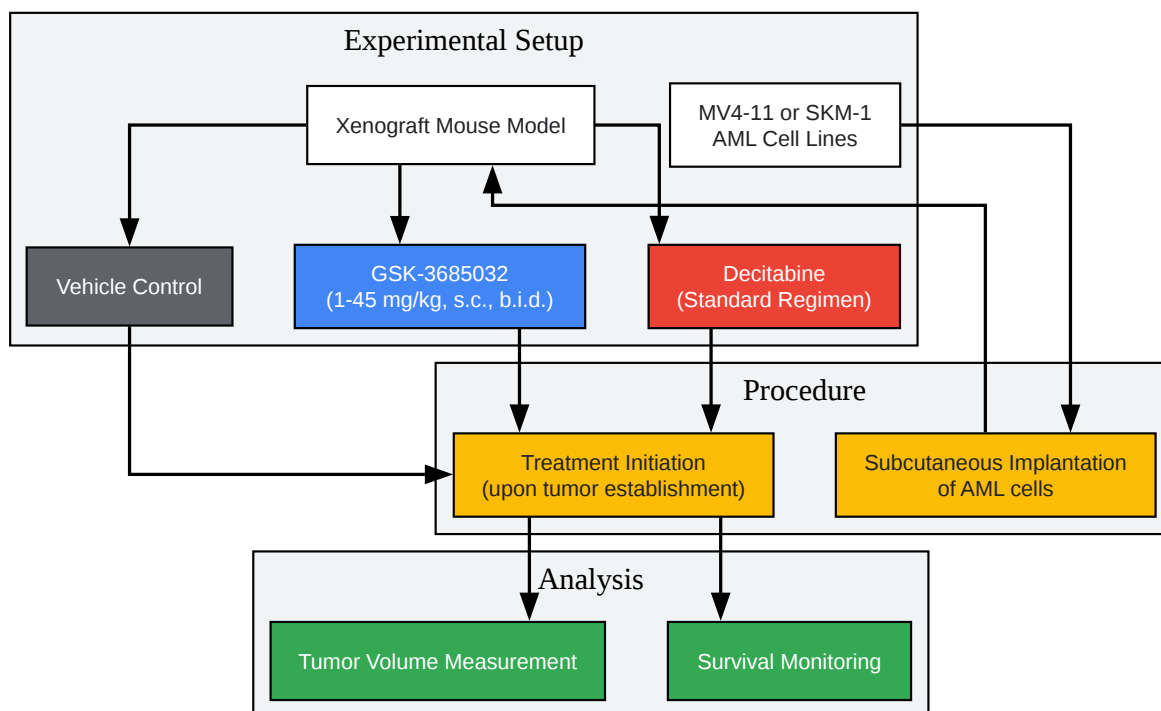 Experimental Setup
Xenograft Mouse Model
MV4-11 or SKM-1
AML Cell Lines
Vehicle Control
GSK-3685032
(1-45 mg/kg, s.c., b.i.d.)
Decitabine
(Standard Regimen)
Procedure
Treatment Initiation
(upon tumor establishment)
Subcutaneous Implantation
of AML cells
Analysis
Tumor Volume Measurement
Survival Monitoring